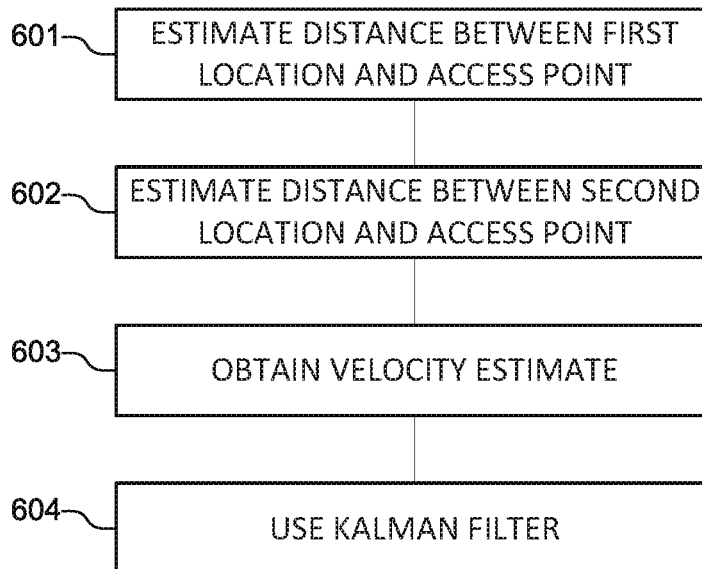 601
ESTIMATE DISTANCE BETWEEN FIRST
LOCATION AND ACCESS POINT
602
ESTIMATE DISTANCE BETWEEN SECOND
LOCATION AND ACCESS POINT
603
OBTAIN VELOCITY ESTIMATE
604
USE KALMAN FILTER